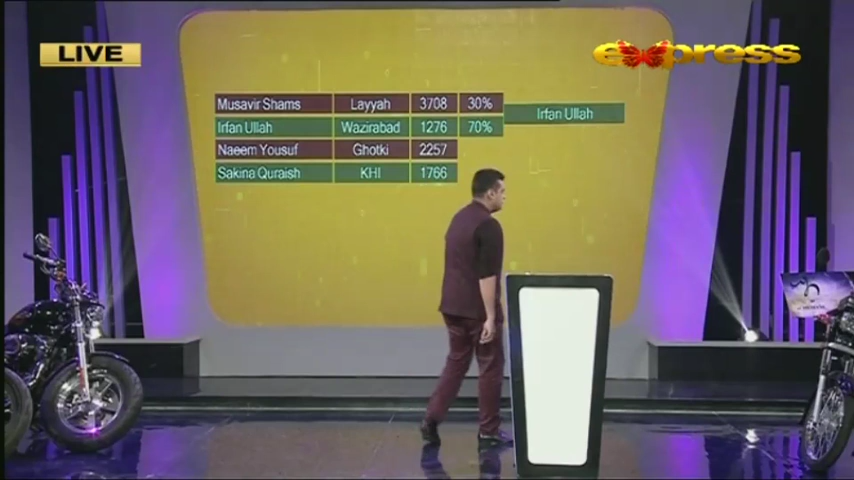 LIVE
express
Musavir Shams Layyah 3708 30%
Irfan Ullah
Irfan Ullah Wazirabad 1276 70%
Naeem Yousuf Ghotki 2257
Sakina Quraish KHI 1766